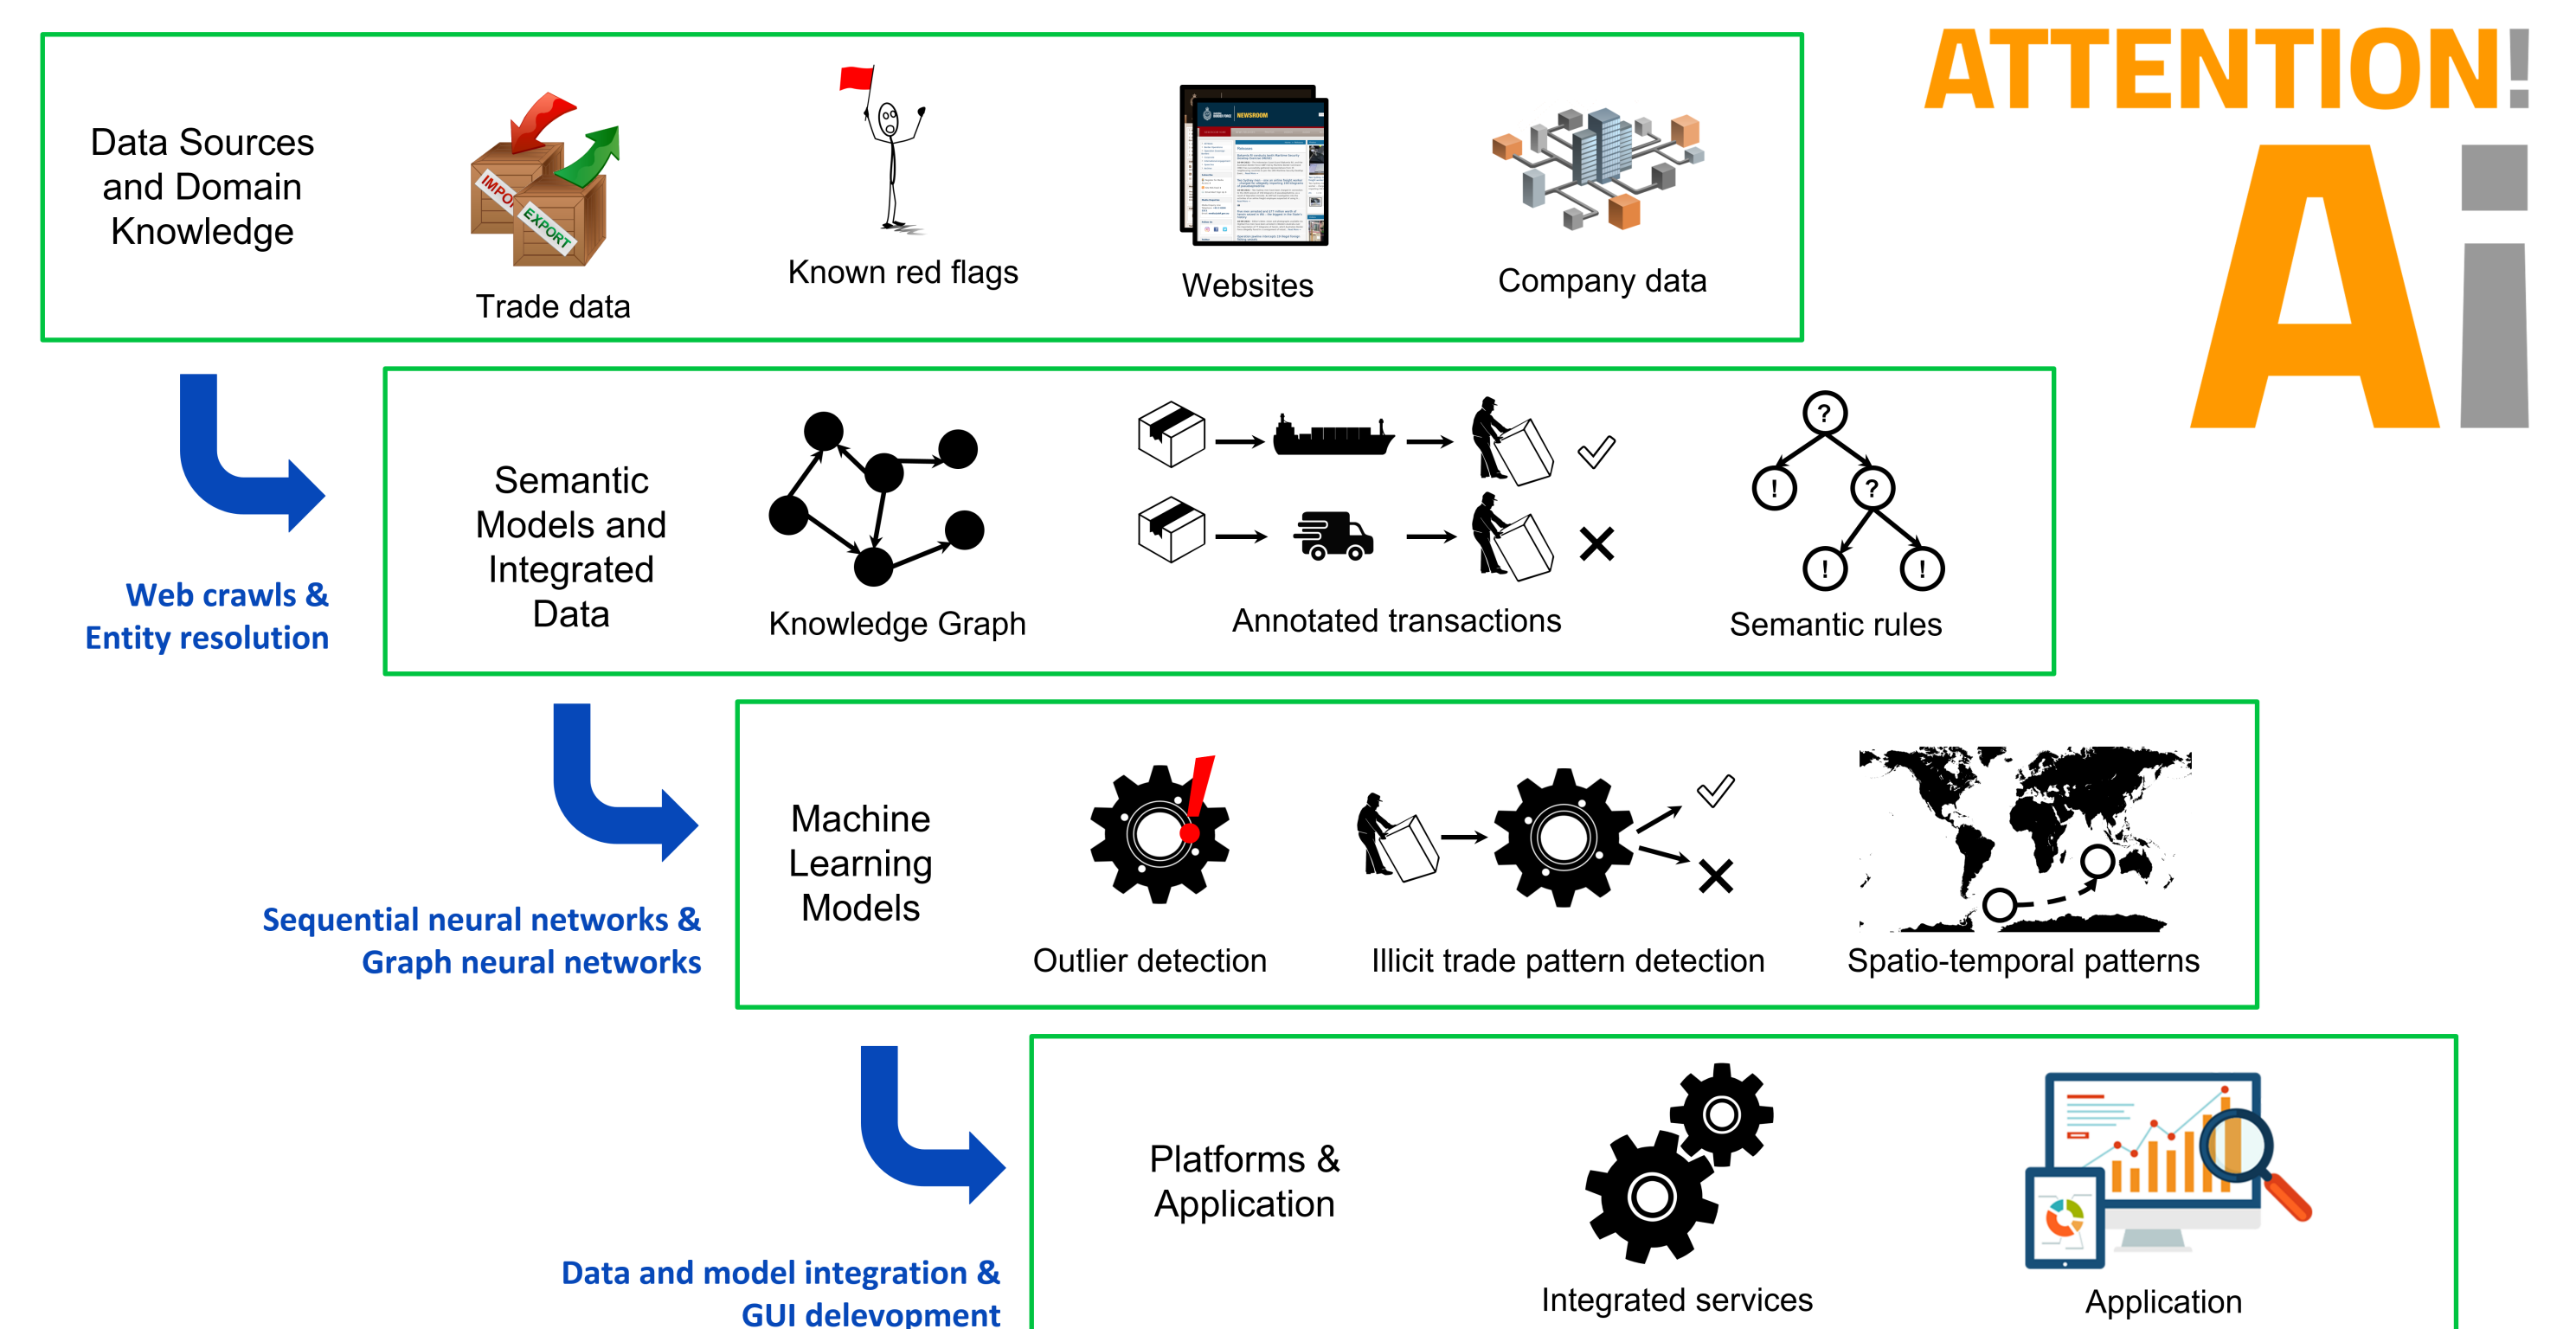 ATTENTION!
Ai
Data Sources
and Domain
Knowledge
IMPO
EXPORT
Trade data
Known red flags
NEWSROOM
Websites
Company data
Web crawls &
Entity resolution
Semantic
Models and
Integrated
Data
Knowledge Graph
Annotated transactions
?
!
?
!
!
Semantic rules
Sequential neural networks &
Graph neural networks
Machine
Learning
Models
Outlier detection
Illicit trade pattern detection
Spatio-temporal patterns
Data and model integration &
GUI delevopment
Platforms &
Application
Integrated services
Application